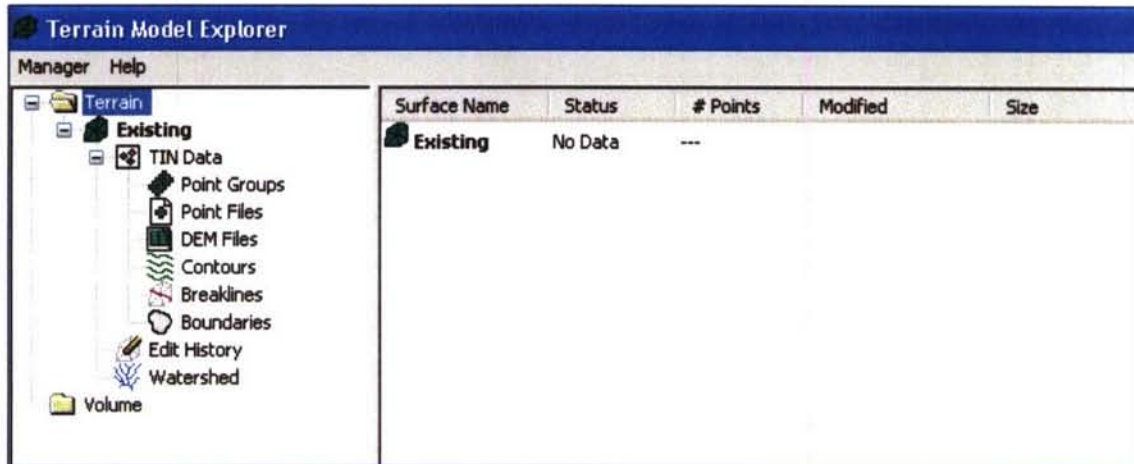 Terrain Model Explorer
Manager Help
Terrain
Existing
TIN Data
Point Groups
Point Files
DEM Files
Contours
Breaklines
Boundaries
Edit History
Watershed
Volume
Surface Name Status # Points Modified Size
Existing No Data ---